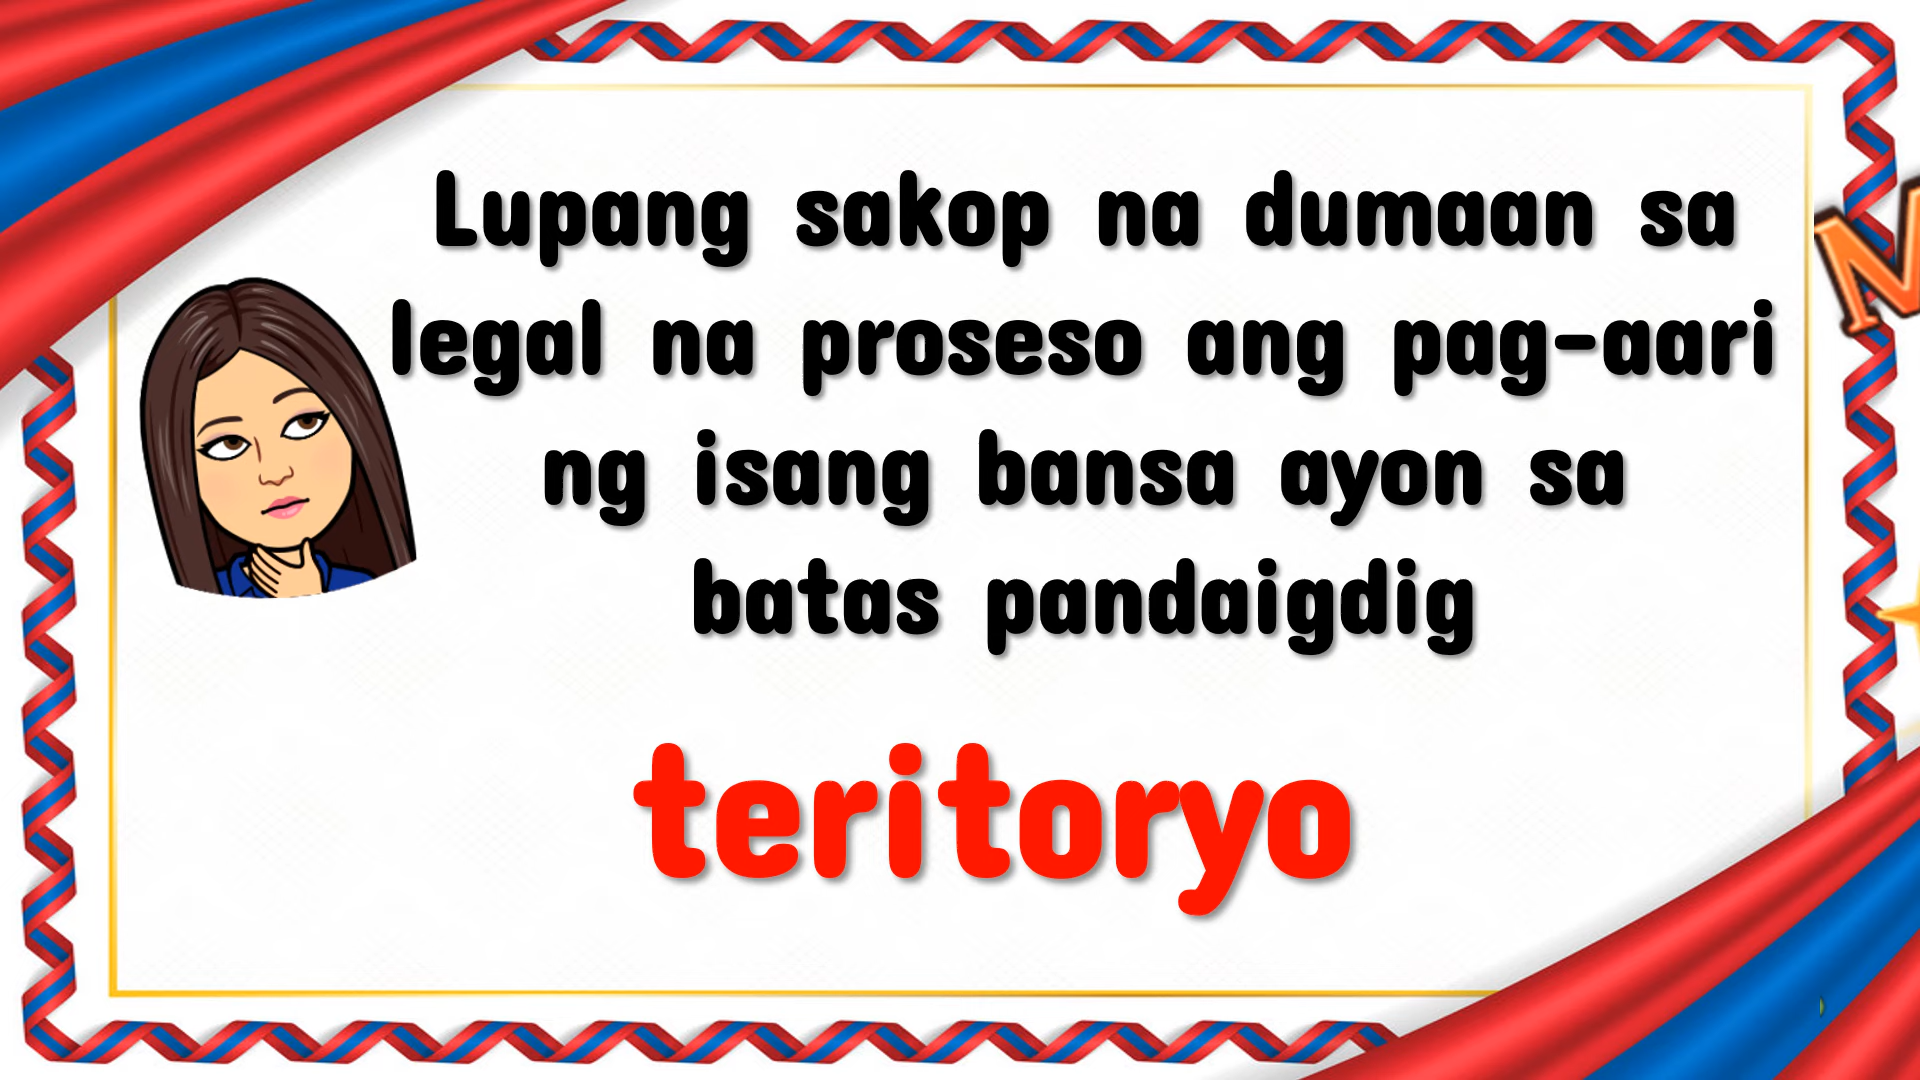 Lupang sakop na dumaan sa
legal na proseso ang pag-aari
ng isang bansa ayon sa
batas pandaigdig
teritoryo